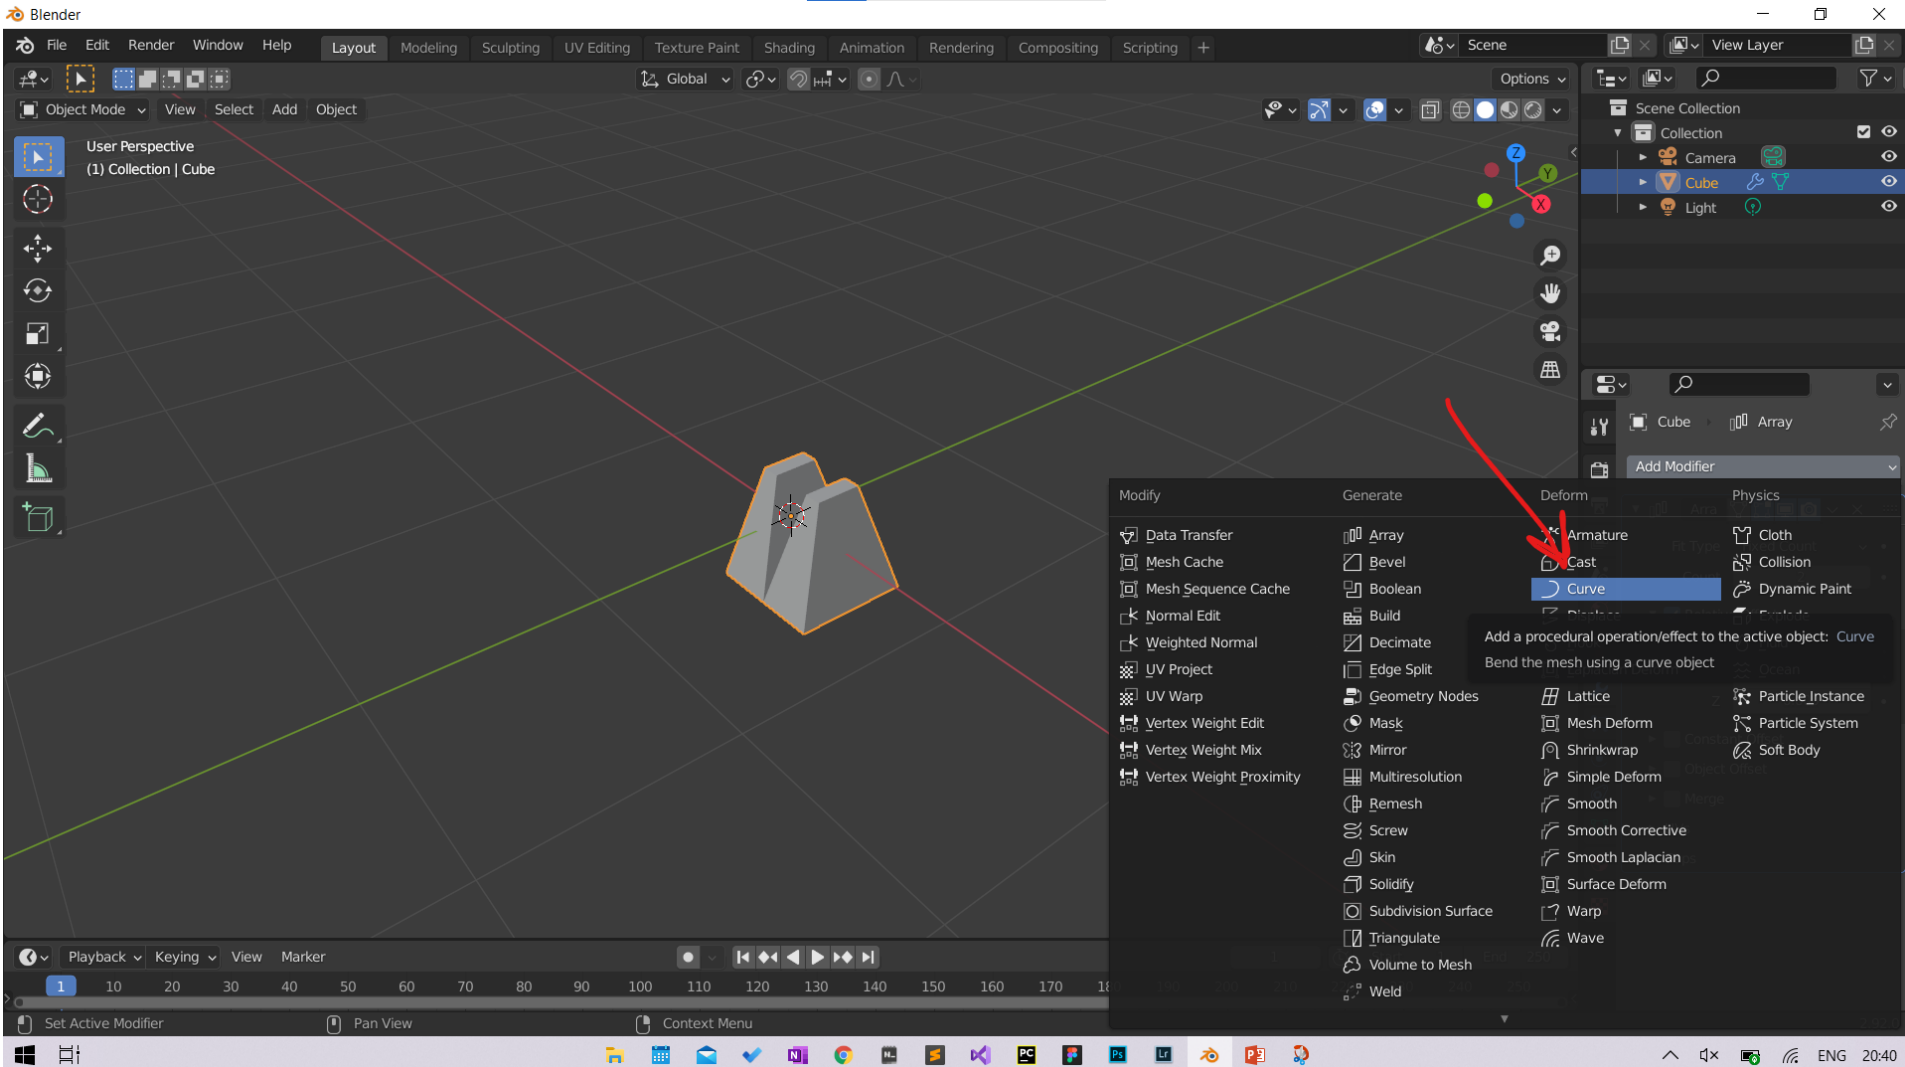 Blender
File Edit Render Window Help Layout Modeling Sculpting UV Editing Texture Paint Shading Animation Rendering Compositing Scripting + Scene View Layer
Global Options
Object Mode View Select Add Object
User Perspective
(1) Collection | Cube
Z
Y
X
Scene Collection
Collection
Camera
Cube
Light
Cube Array
Add Modifier
Modify Generate Deform Physics
Data Transfer Array Armature Cloth
Mesh Cache Bevel Cast Collision
Mesh Sequence Cache Boolean Curve Dynamic Paint
Normal Edit Build Displace Explode
Weighted Normal Decimate Add a procedural operation/effect to the active object: Curve
UV Project Edge Split Bend the mesh using a curve object Ocean
UV Warp Geometry Nodes Lattice Particle Instance
Vertex Weight Edit Mask Mesh Deform Particle System
Vertex Weight Mix Mirror Shrinkwrap Soft Body
Vertex Weight Proximity Multiresolution Simple Deform
Remesh Smooth
Screw Smooth Corrective
Skin Smooth Laplacian
Solidify Surface Deform
Subdivision Surface Warp
Triangulate Wave
Volume to Mesh
Weld
Playback Keying View Marker
1 10 20 30 40 50 60 70 80 90 100 110 120 130 140 150 160 170
Set Active Modifier Pan View Context Menu
N PC Ps Lr P ENG 20:40